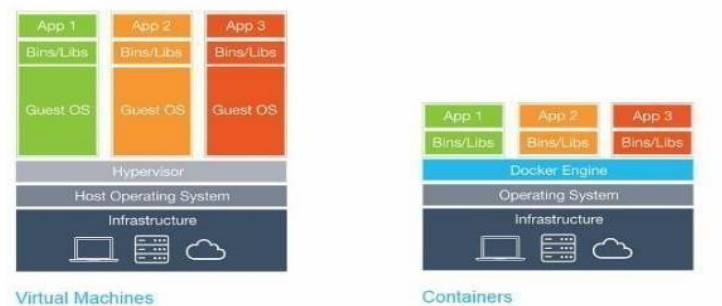 App 1 App 2 App 3
Bins/Libs Bins/Libs Bins/Libs
Guest OS Guest OS Guest OS
Hypervisor
Host Operating System
Infrastructure
Virtual Machines
App 1 App 2 App 3
Bins/Libs Bins/Libs Bins/Libs
Docker Engine
Operating System
Infrastructure
Containers